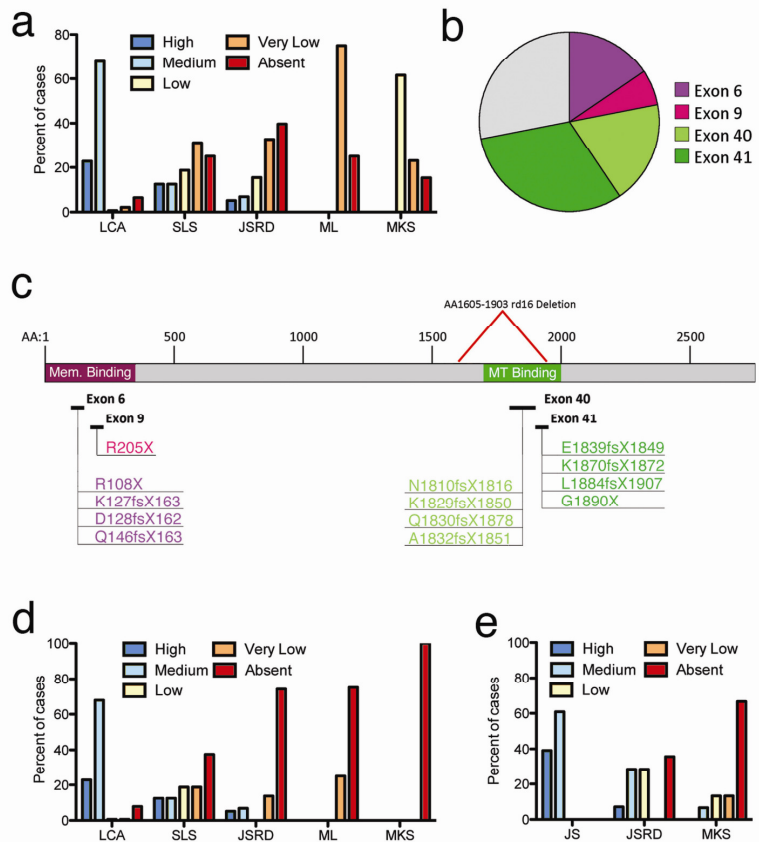 a
80
60
40
20
0
Percent of cases
High
Medium
Low
Very Low
Absent
LCA SLS JSRD ML MKS
b
Exon 6
Exon 9
Exon 40
Exon 41
c
AA1605-1903 rd16 Deletion
AA:1 500 1000 1500 2000 2500
Mem. Binding MT Binding
Exon 6
Exon 9
R205X
R108X
K127fsX163
D128fsX162
Q146fsX163
Exon 40
Exon 41
N1810fsX1816
K1829fsX1850
Q1830fsX1878
A1832fsX1851
E1839fsX1849
K1870fsX1872
L1884fsX1907
G1890X
d
100
80
60
40
20
0
Percent of cases
High
Medium
Low
Very Low
Absent
LCA SLS JSRD ML MKS
e
100
80
60
40
20
0
Percent of cases
High
Medium
Low
Very Low
Absent
JS JSRD MKS